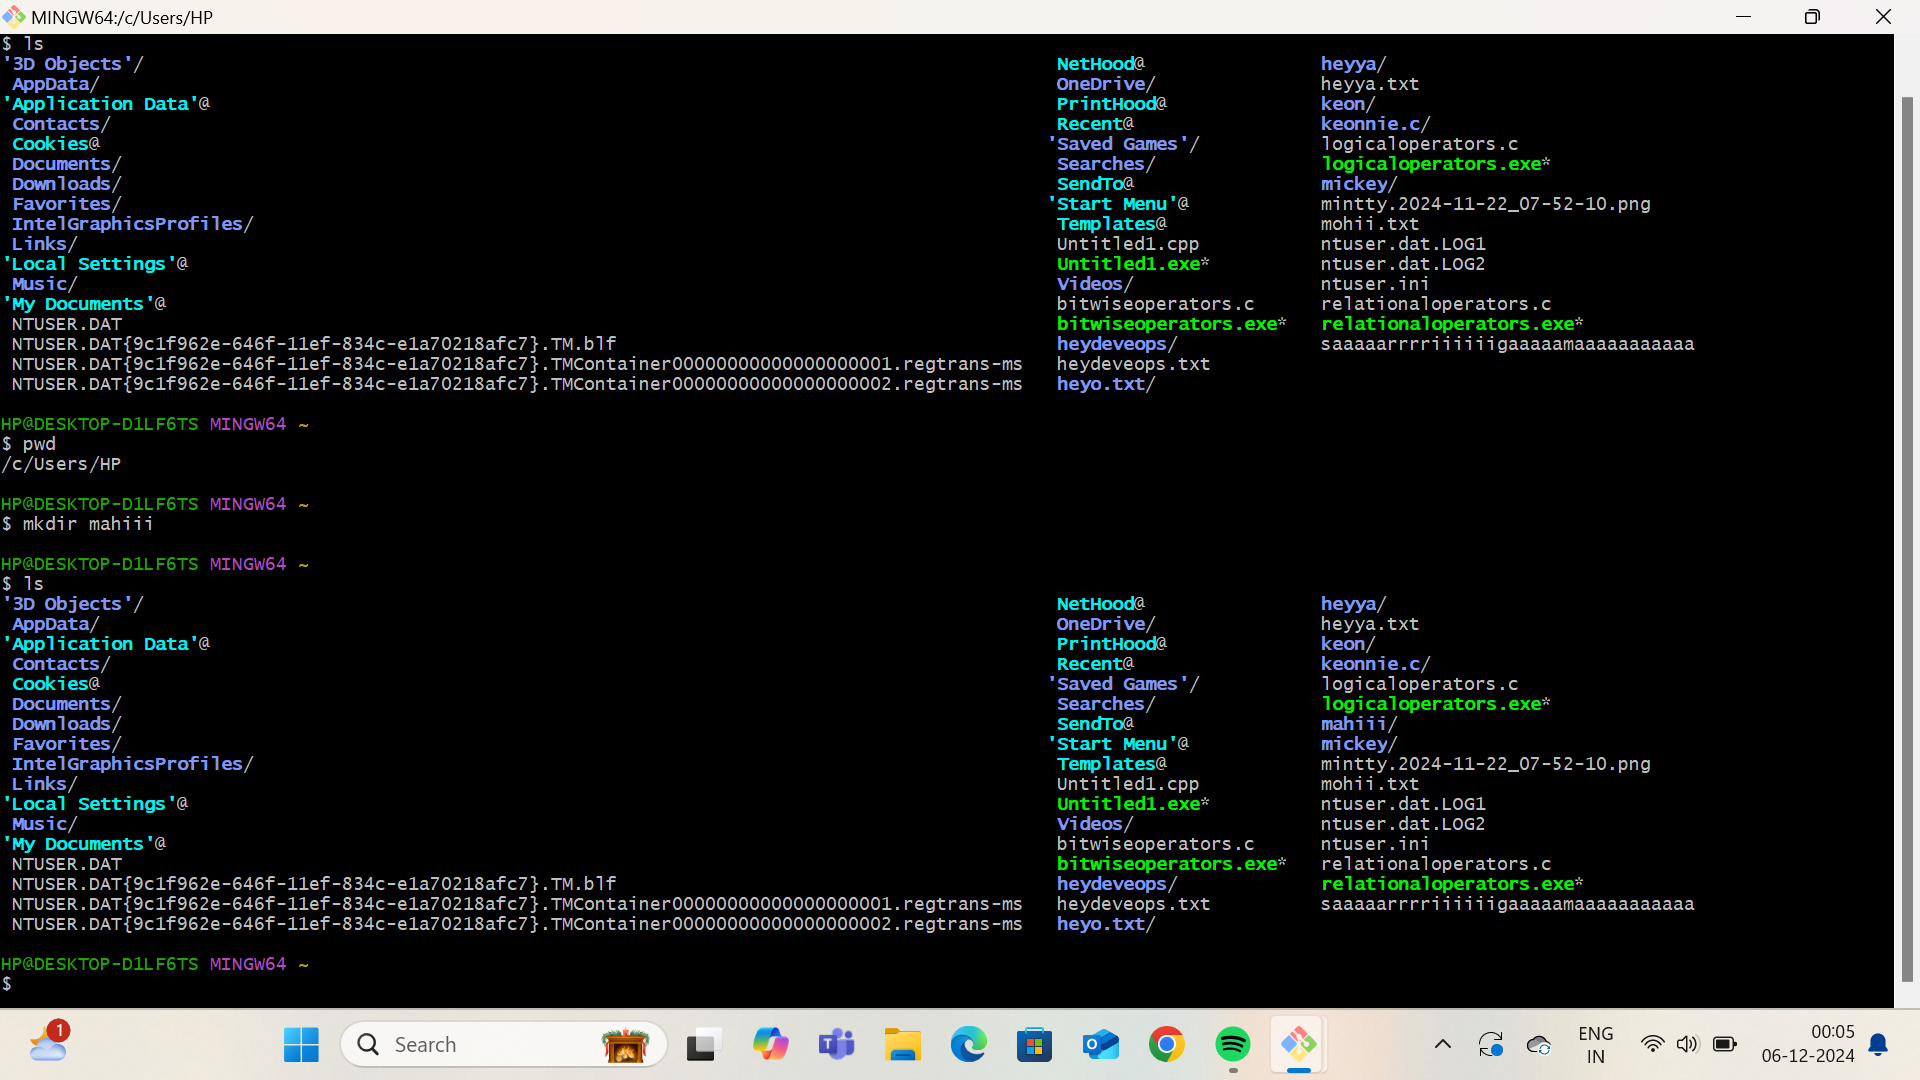 MINGW64:/c/Users/HP
$ ls
'3D Objects'/ NetHood@ heyya/
AppData/ OneDrive/ heyya.txt
'Application Data'@ PrintHood@ keon/
Contacts/ Recent@ keonnie.c/
Cookies@ 'Saved Games'/ logicaloperators.c
Documents/ Searches/ logicaloperators.exe*
Downloads/ SendTo@ mickey/
Favorites/ 'Start Menu'@ mintty.2024-11-22_07-52-10.png
IntelGraphicsProfiles/ Templates@ mohii.txt
Links/ Untitled1.cpp ntuser.dat.LOG1
'Local Settings'@ Untitled1.exe* ntuser.dat.LOG2
Music/ Videos/ ntuser.ini
'My Documents'@ bitwiseoperators.c relationaloperators.c
NTUSER.DAT bitwiseoperators.exe* relationaloperators.exe*
NTUSER.DAT{9c1f962e-646f-11ef-834c-e1a70218afc7}.TM.blf heydeveops/ saaaaarrrriiiiiigaaaaamaaaaaaaaaaa
NTUSER.DAT{9c1f962e-646f-11ef-834c-e1a70218afc7}.TMContainer00000000000000000001.regtrans-ms heydeveops.txt
NTUSER.DAT{9c1f962e-646f-11ef-834c-e1a70218afc7}.TMContainer00000000000000000002.regtrans-ms heyo.txt/
HP@DESKTOP-D1LF6TS MINGW64 ~
$ pwd
/c/Users/HP
HP@DESKTOP-D1LF6TS MINGW64 ~
$ mkdir mahiii
HP@DESKTOP-D1LF6TS MINGW64 ~
$ ls
'3D Objects'/ NetHood@ heyya/
AppData/ OneDrive/ heyya.txt
'Application Data'@ PrintHood@ keon/
Contacts/ Recent@ keonnie.c/
Cookies@ 'Saved Games'/ logicaloperators.c
Documents/ Searches/ logicaloperators.exe*
Downloads/ SendTo@ mahiii/
Favorites/ 'Start Menu'@ mickey/
IntelGraphicsProfiles/ Templates@ mintty.2024-11-22_07-52-10.png
Links/ Untitled1.cpp mohii.txt
'Local Settings'@ Untitled1.exe* ntuser.dat.LOG1
Music/ Videos/ ntuser.dat.LOG2
'My Documents'@ bitwiseoperators.c ntuser.ini
NTUSER.DAT bitwiseoperators.exe* relationaloperators.c
NTUSER.DAT{9c1f962e-646f-11ef-834c-e1a70218afc7}.TM.blf heydeveops/ relationaloperators.exe*
NTUSER.DAT{9c1f962e-646f-11ef-834c-e1a70218afc7}.TMContainer00000000000000000001.regtrans-ms heydeveops.txt saaaaarrrriiiiiigaaaaamaaaaaaaaaaa
NTUSER.DAT{9c1f962e-646f-11ef-834c-e1a70218afc7}.TMContainer00000000000000000002.regtrans-ms heyo.txt/
HP@DESKTOP-D1LF6TS MINGW64 ~
$
1
Search
ENG
IN
00:05
06-12-2024